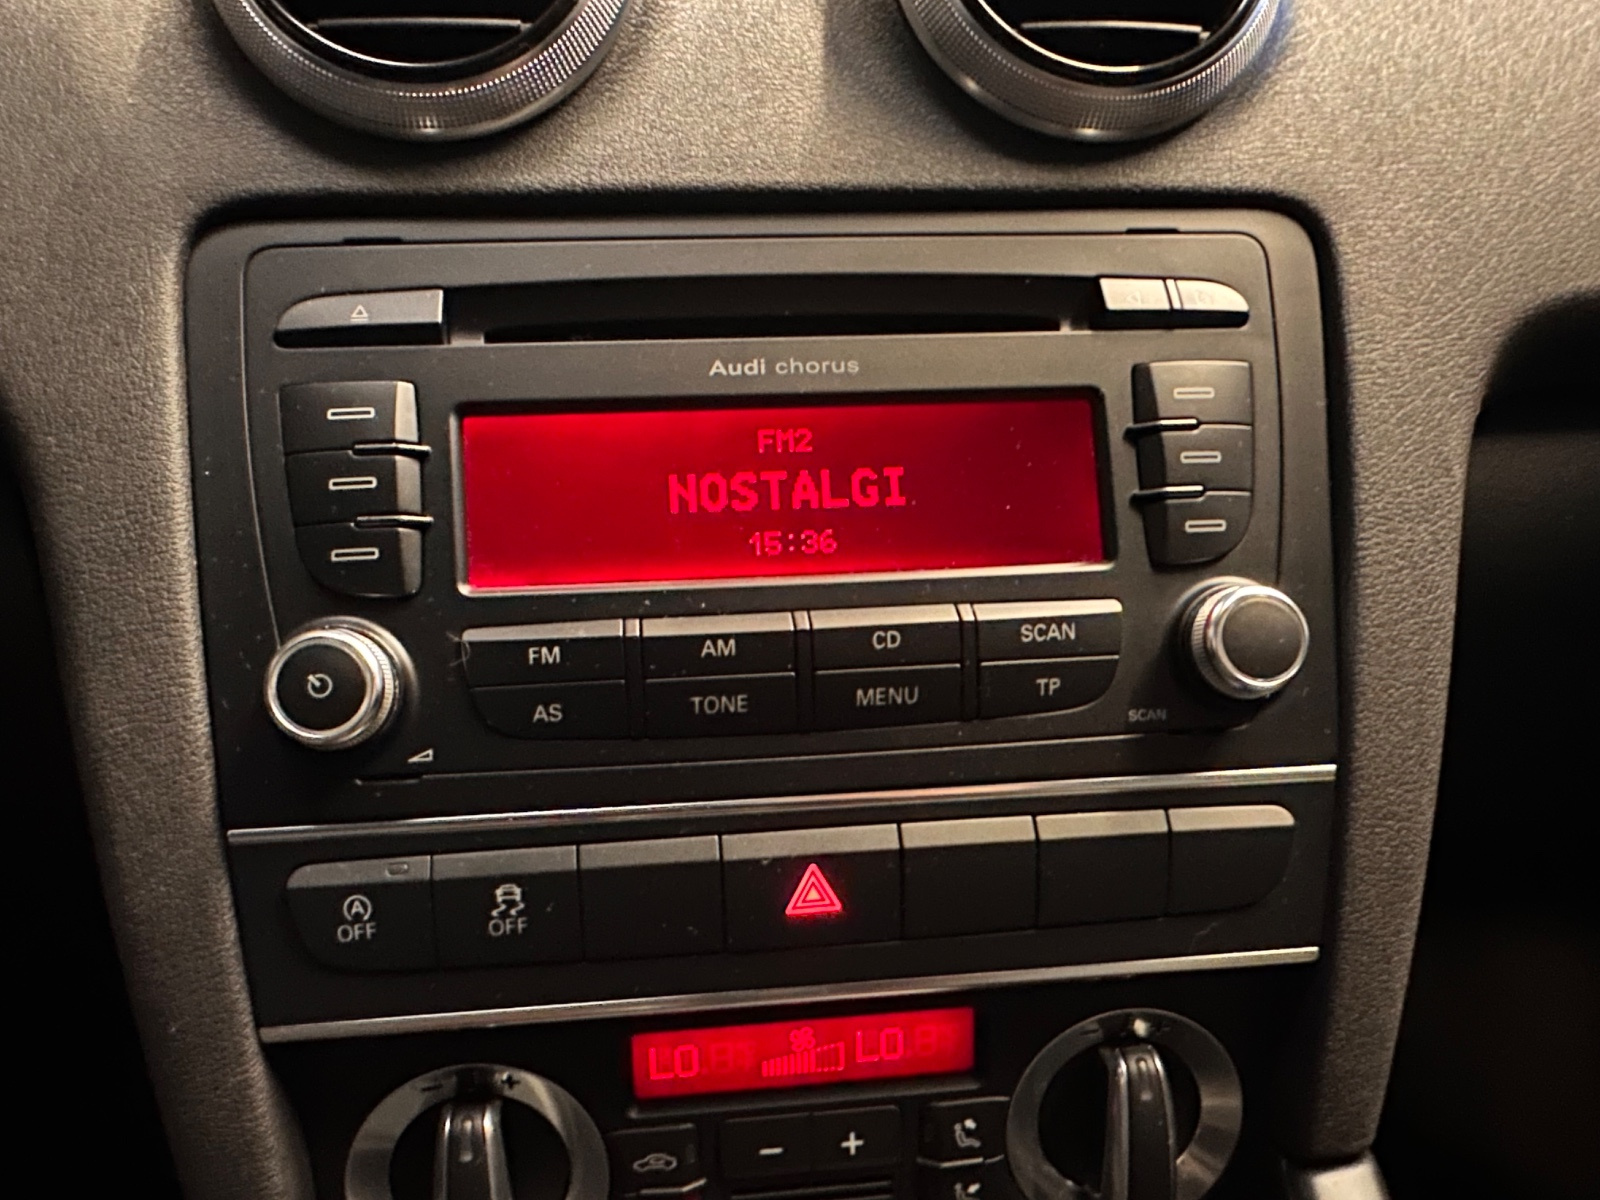 Audi chorus
FM2
NOSTALGI
15:36
FM
AM
CD
SCAN
AS
TONE
MENU
TP
SCAN
A
OFF
OFF
LO
LO
- +
- +